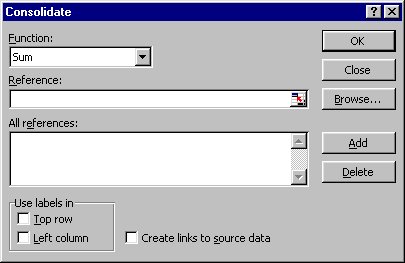 Consolidate
Function:
Sum
OK
Close
Reference:
Browse...
All references:
Add
Delete
Use labels in
Top row
Left column
Create links to source data